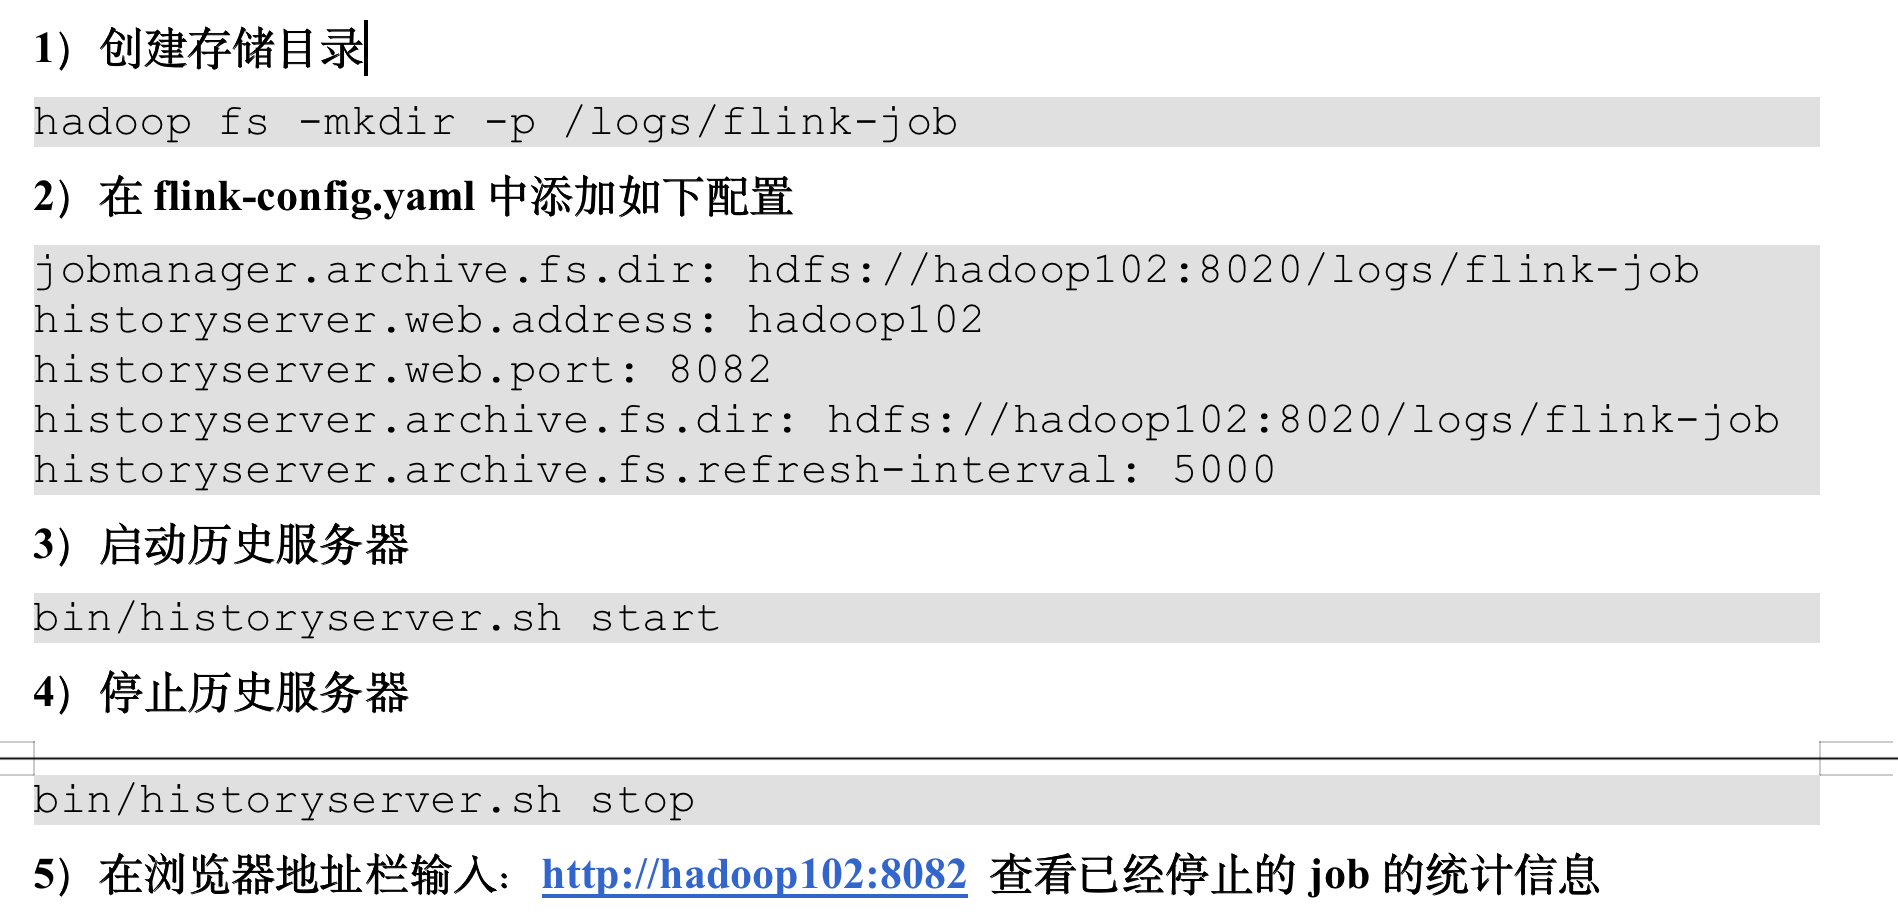 1）创建存储目录
hadoop fs -mkdir -p /logs/flink-job
2）在 flink-config.yaml 中添加如下配置
jobmanager.archive.fs.dir: hdfs://hadoop102:8020/logs/flink-job
historyserver.web.address: hadoop102
historyserver.web.port: 8082
historyserver.archive.fs.dir: hdfs://hadoop102:8020/logs/flink-job
historyserver.archive.fs.refresh-interval: 5000
3）启动历史服务器
bin/historyserver.sh start
4）停止历史服务器
bin/historyserver.sh stop
5）在浏览器地址栏输入：http://hadoop102:8082 查看已经停止的 job 的统计信息